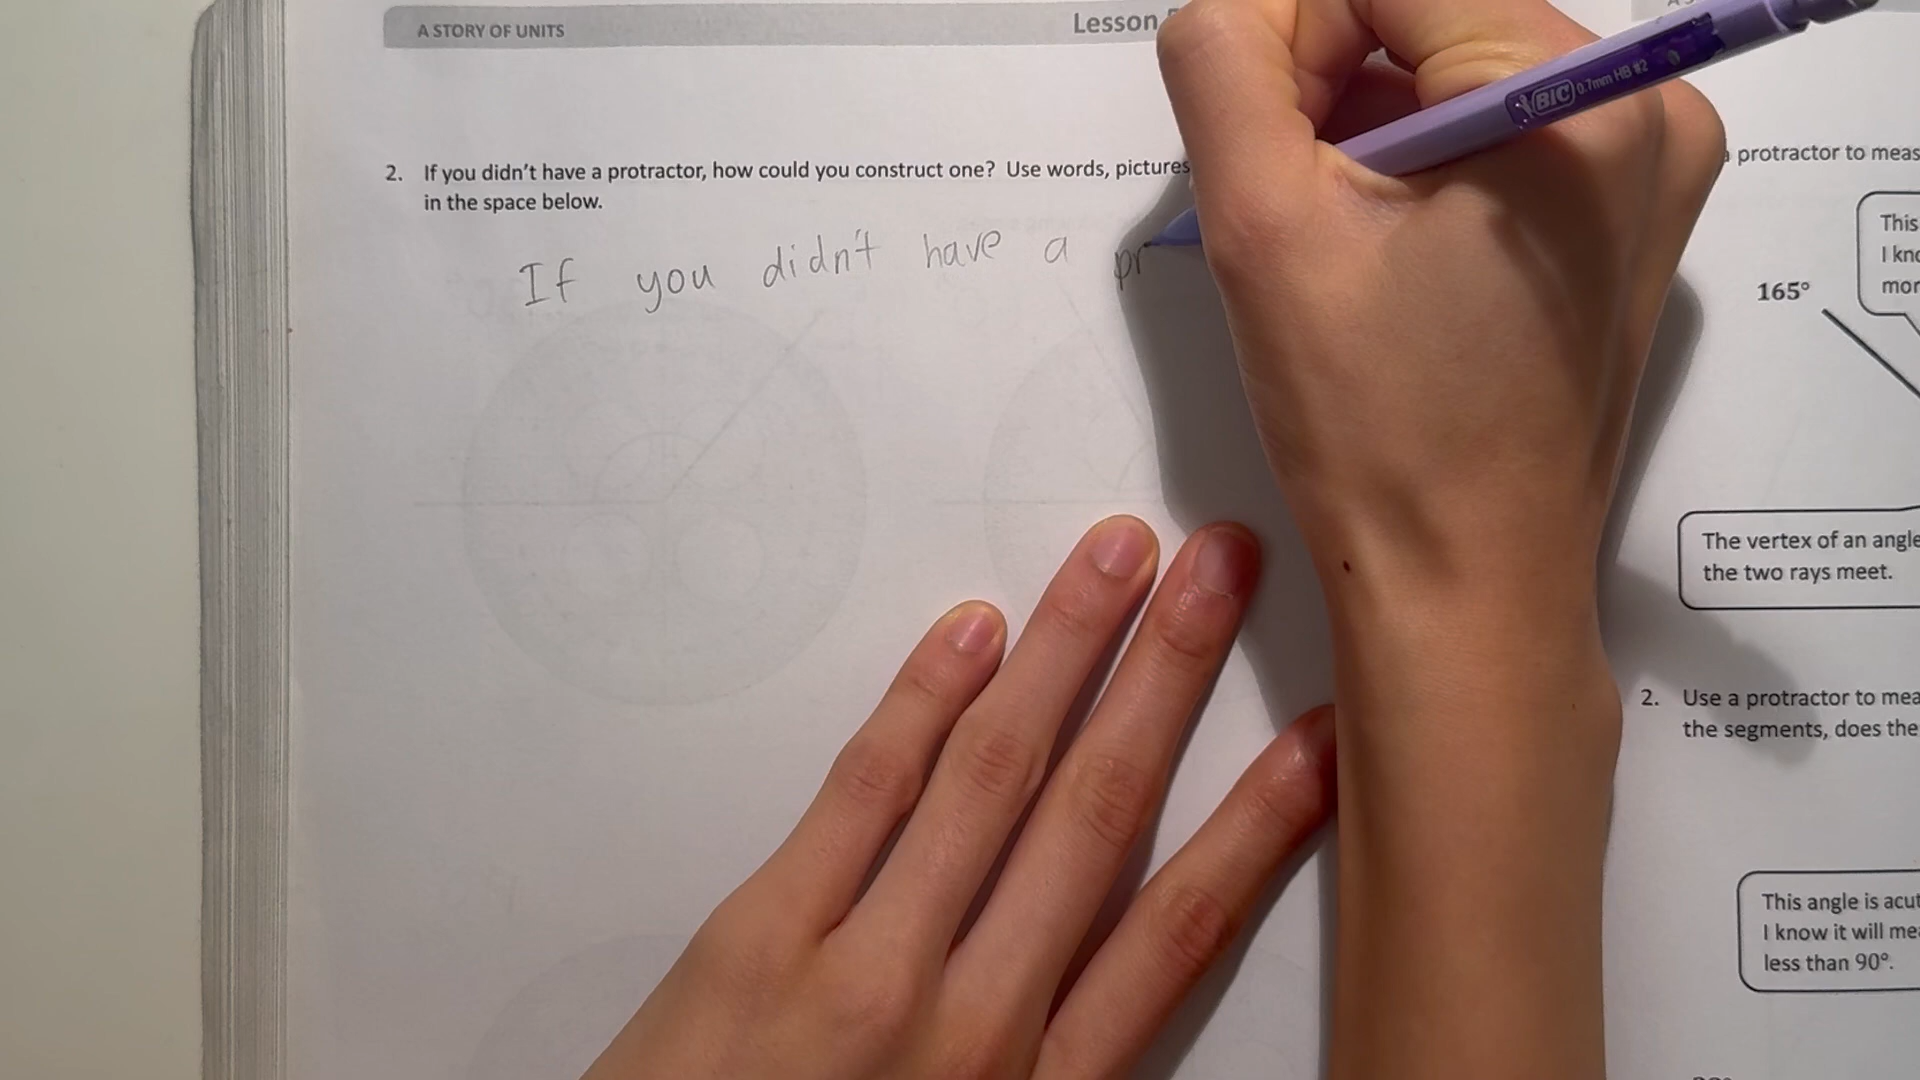 A STORY OF UNITS
Lesson
2. If you didn't have a protractor, how could you construct one? Use words, pictures
in the space below.
If you didn't have a pr
BIC 0.7mm HB #2
protractor to meas
This
I kno
mor
165°
The vertex of an angle
the two rays meet.
2. Use a protractor to mea
the segments, does the
This angle is acut
I know it will mea
less than 90°.